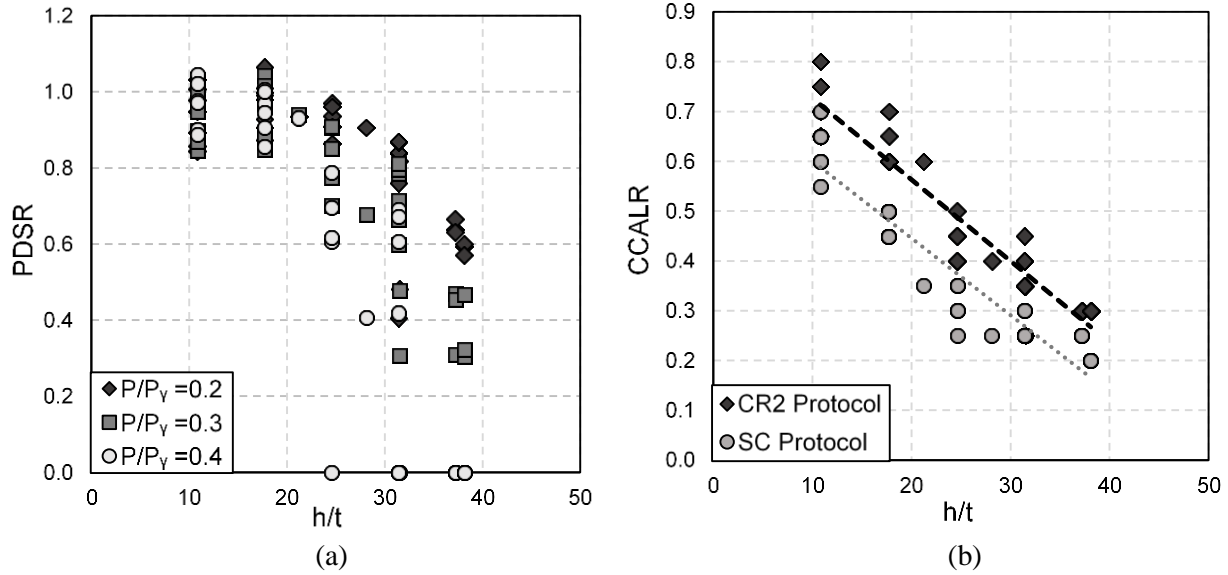 1.2
1.0
0.8
0.6
0.4
0.2
0.0
PDSR
P/Pγ =0.2
P/Pγ =0.3
P/Pγ =0.4
0 10 20 30 40 50
h/t
(a)
0.9
0.8
0.7
0.6
0.5
0.4
0.3
0.2
0.1
0.0
CCALR
CR2 Protocol
SC Protocol
0 10 20 30 40 50
h/t
(b)